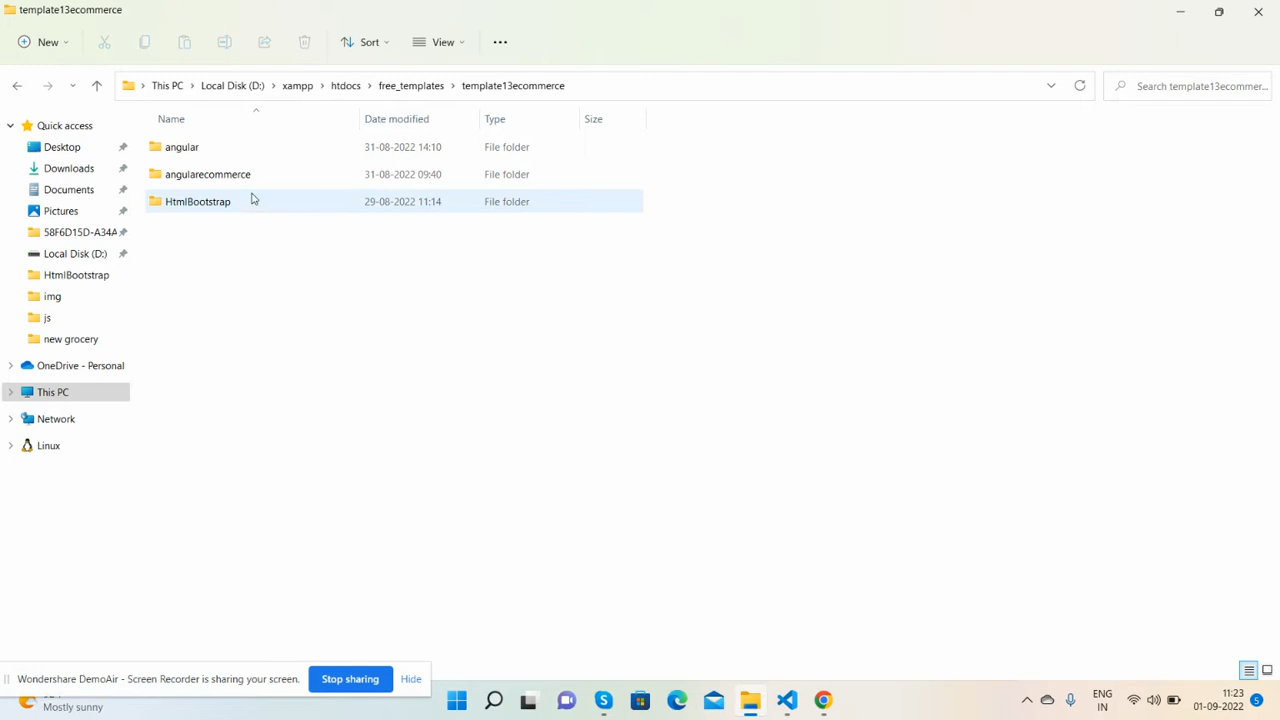 template13ecommerce
New
Sort
View
This PC
Local Disk (D:)
xampp
htdocs
free_templates
template13ecommerce
Search template13ecommer...
Name
Date modified
Type
Size
angular
31-08-2022 14:10
File folder
angularecommerce
31-08-2022 09:40
File folder
HtmlBootstrap
29-08-2022 11:14
File folder
Quick access
Desktop
Downloads
Documents
Pictures
58F6D15D-A34A
Local Disk (D:)
HtmlBootstrap
img
js
new grocery
OneDrive - Personal
This PC
Network
Linux
Wondershare DemoAir - Screen Recorder is sharing your screen.
Stop sharing
Hide
Mostly sunny
ENG
IN
11:23
01-09-2022
5